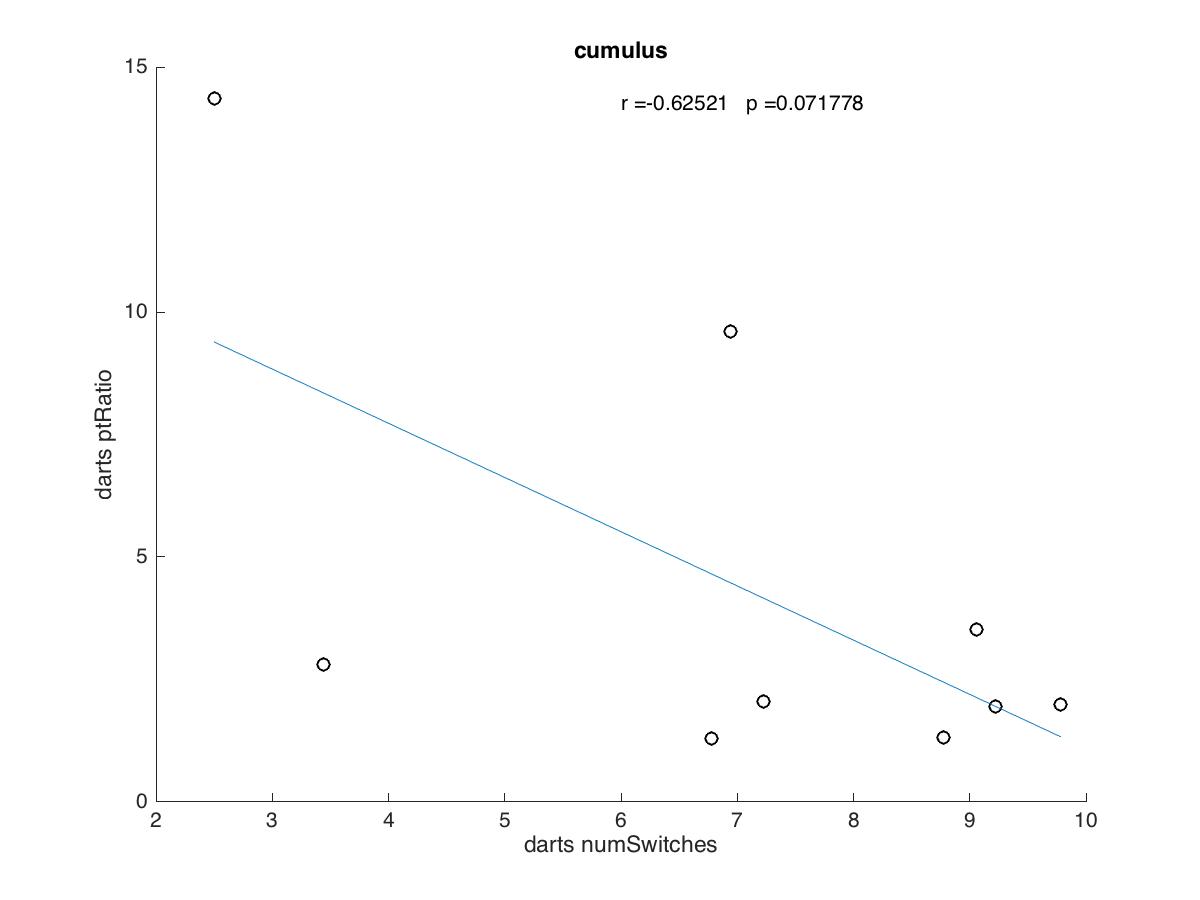 cumulus
r =-0.62521 p =0.071778
15
10
5
0
darts ptRatio
2 3 4 5 6 7 8 9 10
darts numSwitches